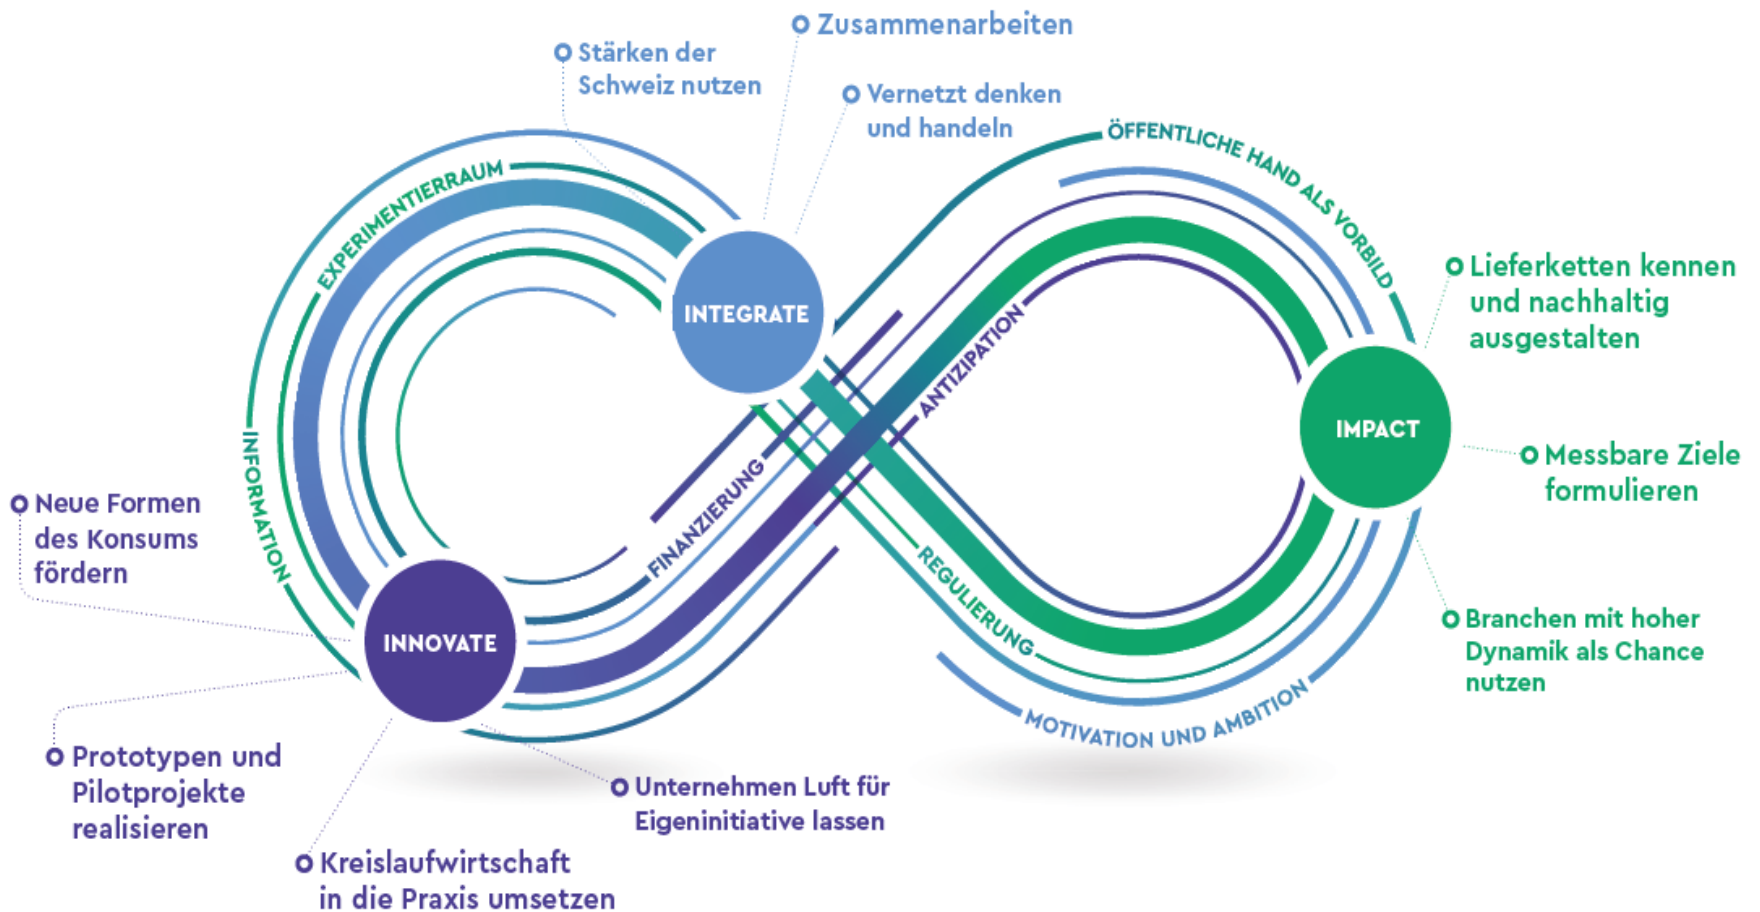 Zusammenarbeiten
Stärken der
Schweiz nutzen
Vernetzt denken
und handeln
ÖFFENTLICHE HAND ALS VORBILD
EXPERIMENTIERRAUM
INTEGRATE
Lieferketten kennen
und nachhaltig
ausgestalten
ANTIZIPATION
IMPACT
Messbare Ziele
formulieren
INFORMATION
FINANZIERUNG
Neue Formen
des Konsums
fördern
REGULIERUNG
INNOVATE
Branchen mit hoher
Dynamik als Chance
nutzen
MOTIVATION UND AMBITION
Prototypen und
Pilotprojekte
realisieren
Unternehmen Luft für
Eigeninitiative lassen
Kreislaufwirtschaft
in die Praxis umsetzen